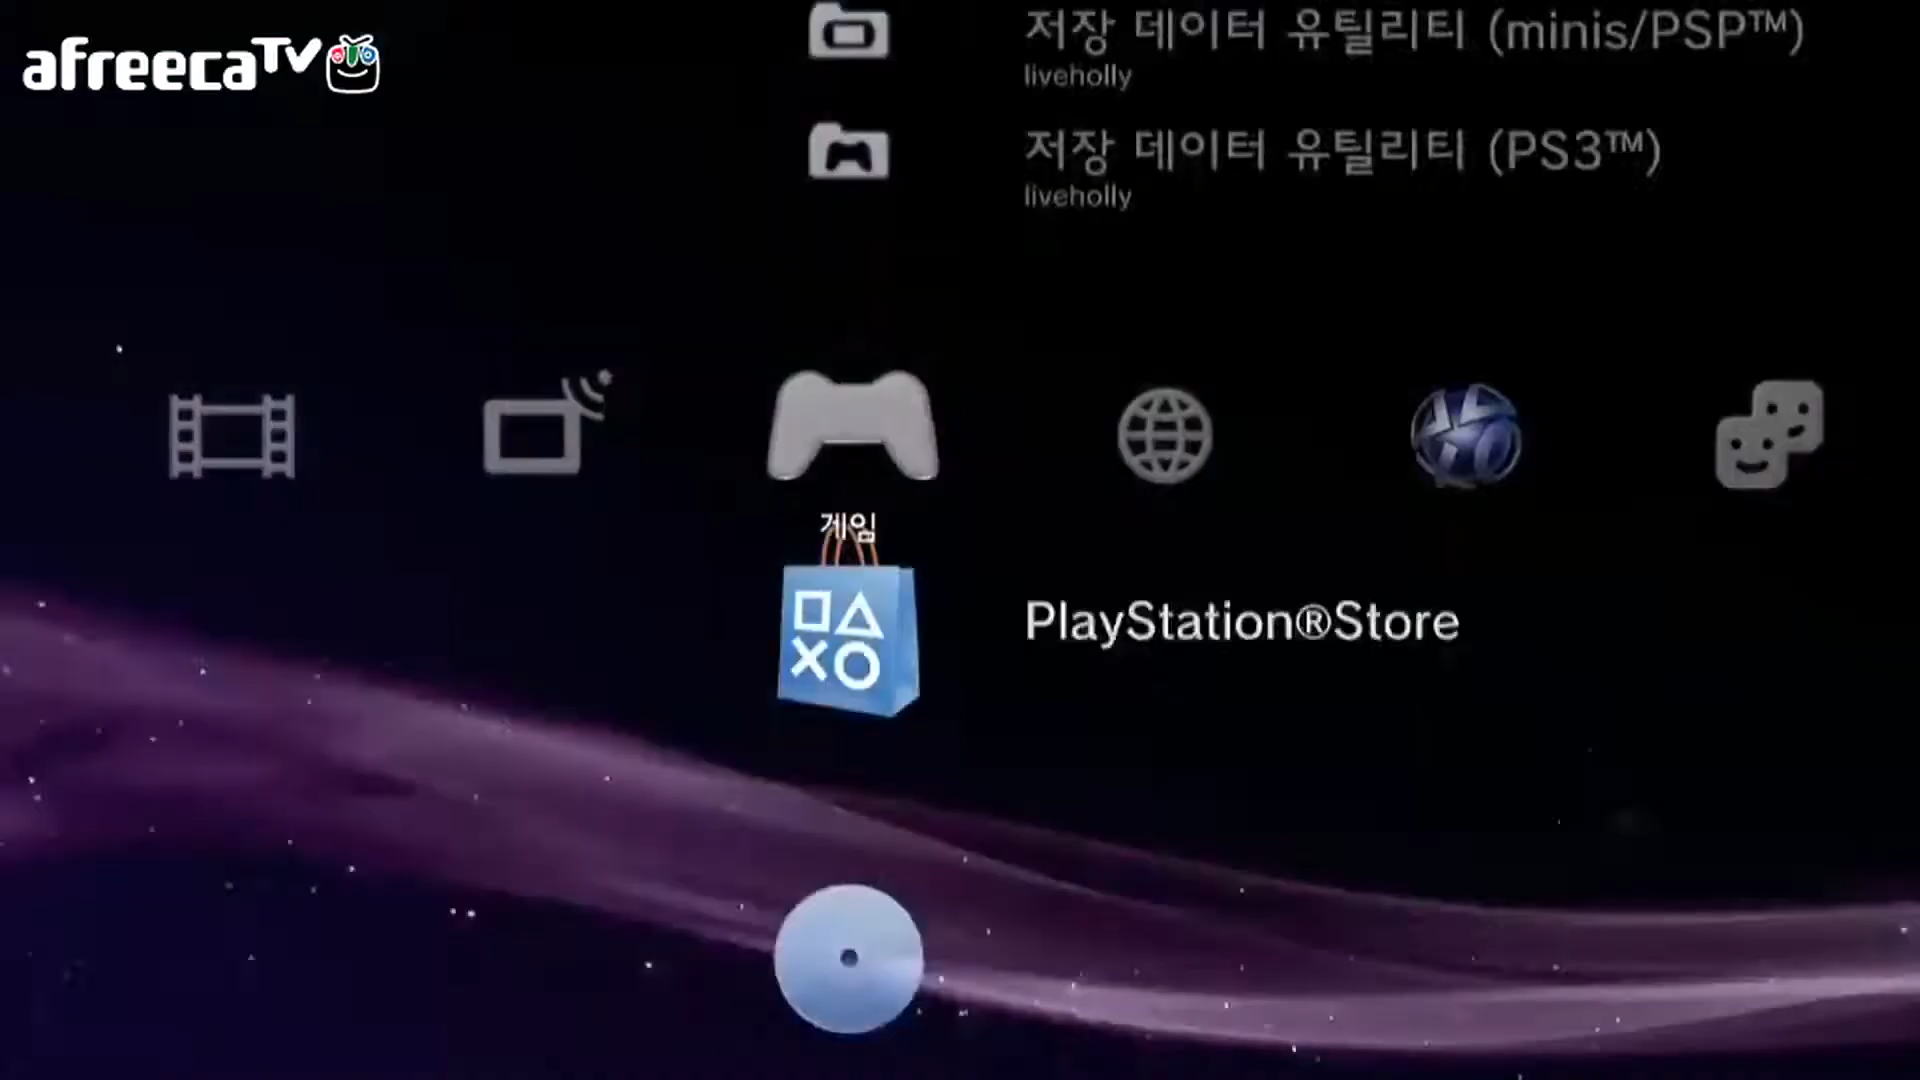 afreecaTV
저장 데이터 유틸리티 (minis/PSP™)
liveholly
저장 데이터 유틸리티 (PS3™)
liveholly
게임
PlayStation®Store